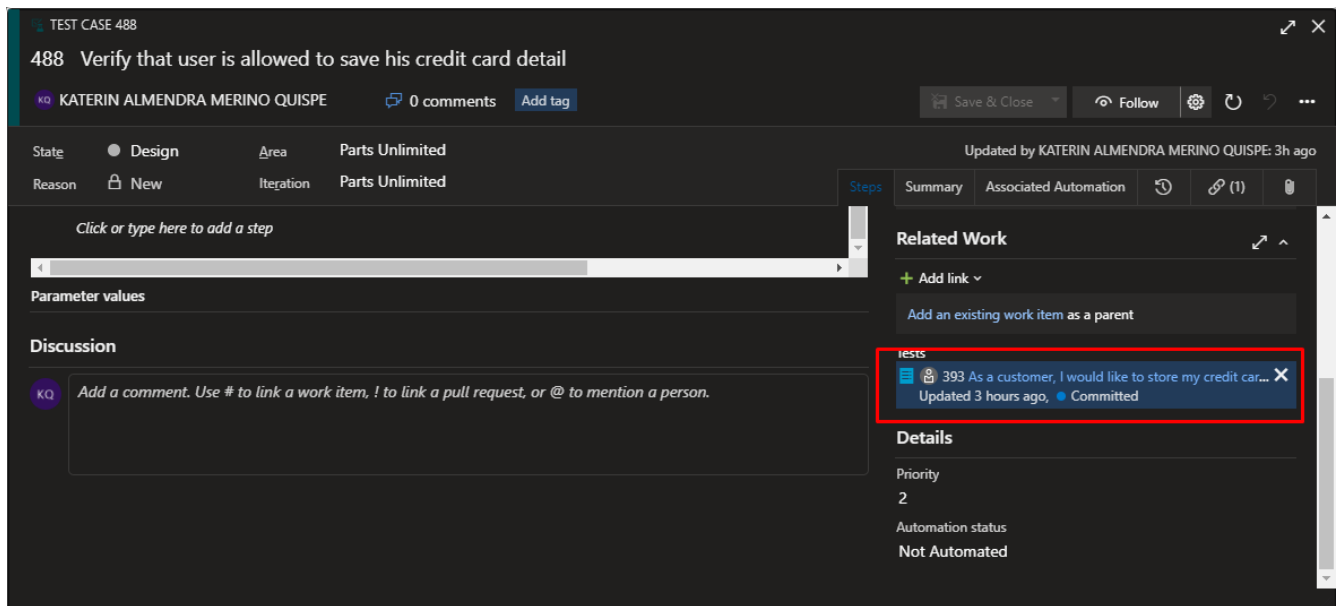 TEST CASE 488
488 Verify that user is allowed to save his credit card detail
KQ KATERIN ALMENDRA MERINO QUISPE 0 comments Add tag
Save & Close Follow
State Design Area Parts Unlimited
Updated by KATERIN ALMENDRA MERINO QUISPE: 3h ago
Reason New Iteration Parts Unlimited
Steps Summary Associated Automation (1)
Click or type here to add a step
Parameter values
Discussion
KQ Add a comment. Use # to link a work item, ! to link a pull request, or @ to mention a person.
Related Work
Add link
Add an existing work item as a parent
Tests
393 As a customer, I would like to store my credit car...
Updated 3 hours ago, Committed
Details
Priority
2
Automation status
Not Automated